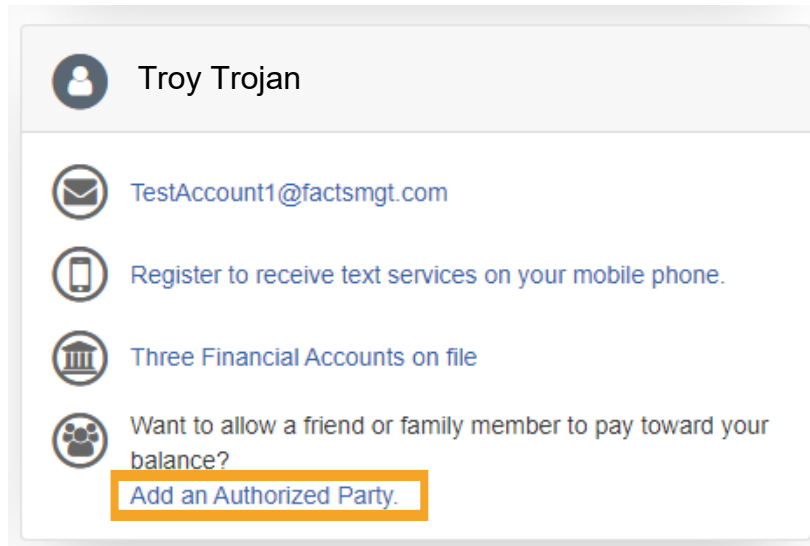 Troy Trojan
TestAccount1@factsmgt.com
Register to receive text services on your mobile phone.
Three Financial Accounts on file
Want to allow a friend or family member to pay toward your
balance?
Add an Authorized Party.